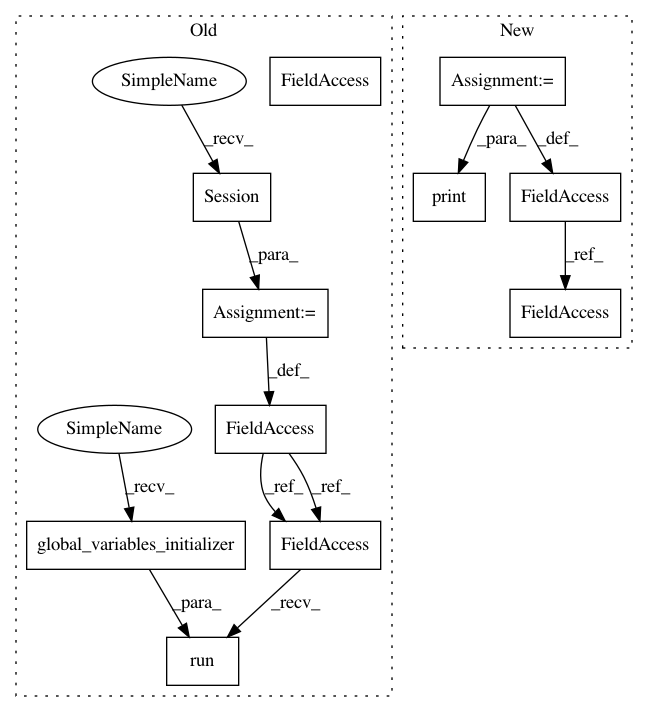 Old
New
SimpleName
FieldAccess
Assignment:=
_recv_
_para_
_def_
Session
print
FieldAccess
_para_
_ref_
Assignment:=
FieldAccess
_def_
SimpleName
FieldAccess
_recv_
_ref_
_ref_
global_variables_initializer
FieldAccess
_para_
_recv_
run